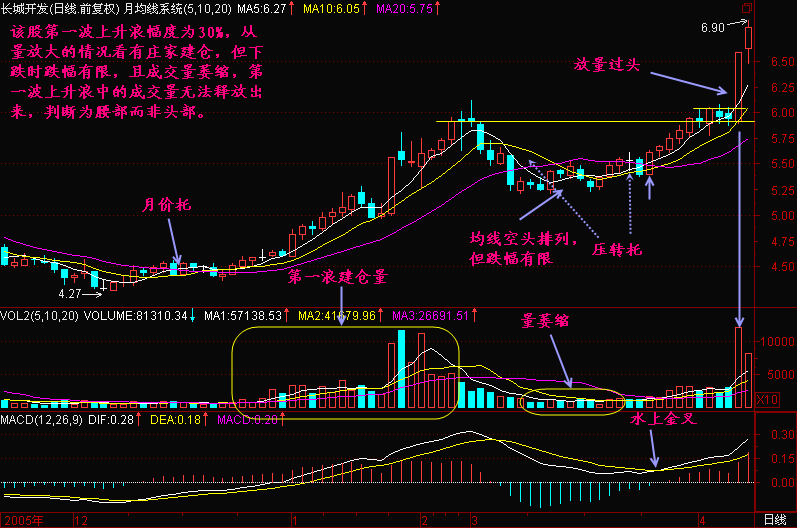 长城开发(日线.前复权) 月均线系统(5,10,20) MA5:6.27↑ MA10:6.05↑ MA20:5.75↑
该股第一波上升浪幅度为30%，从
量放大的情况看有庄家建仓，但下
跌时跌幅有限，且成交量萎缩，第
一波上升浪中的成交量无法释放出
来，判断为腰部而非头部。
6.90
放量过头
6.50
6.25
6.00
5.75
5.50
5.25
5.00
4.75
4.50
月价托
均线空头排列，
但跌幅有限
压转托
第一浪建仓量
4.27
VOL2(5,10,20) VOLUME:81310.34↓ MA1:57138.53↑ MA2:41679.96↑ MA3:26691.51↑
量萎缩
10000
5000
X10
水上金叉
MACD(12,26,9) DIF:0.28↑ DEA:0.18↑ MACD:0.20↑
0.30
0.15
0.00
2005年 12 1 2 3 4 日线